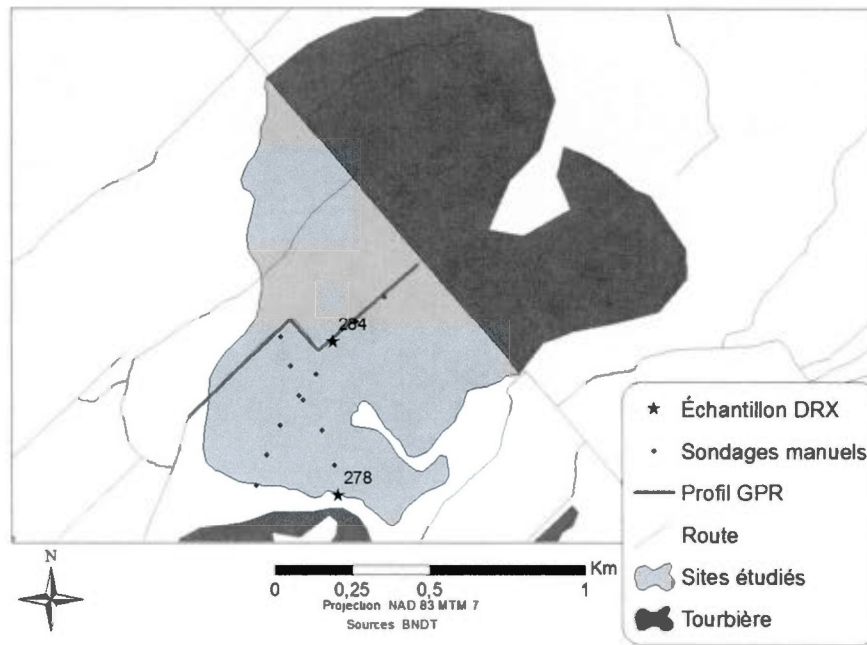 284
278
Échantillon DRX
Sondages manuels
Profil GPR
Route
Sites étudiés
Tourbière
N
Km
0 0,25 0,5 1
Projection NAD 83 MTM 7
Sources BNDT